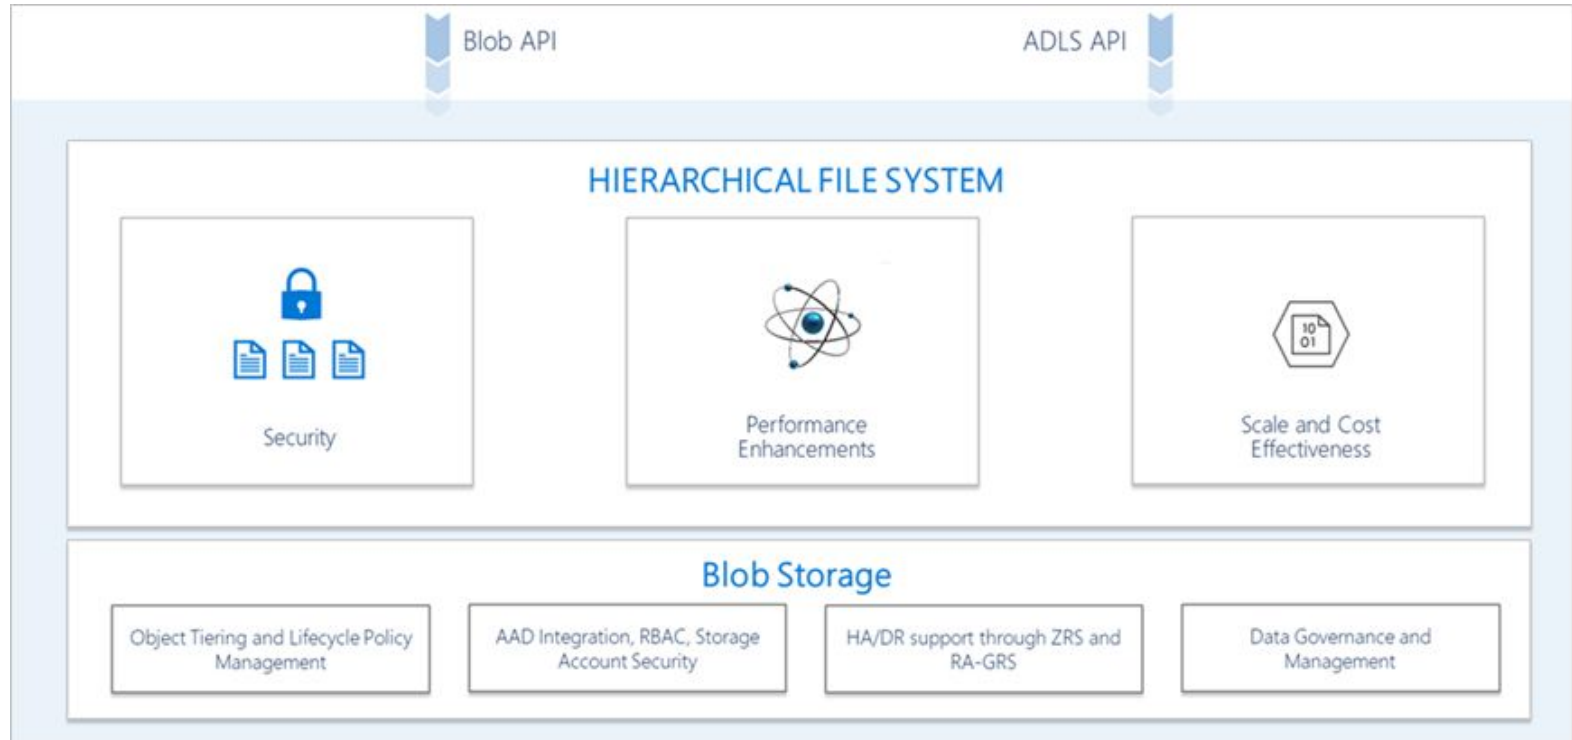 Blob API
ADLS API
HIERARCHICAL FILE SYSTEM
Security
Performance
Enhancements
10
01
Scale and Cost
Effectiveness
Blob Storage
Object Tiering and Lifecycle Policy
Management
AAD Integration, RBAC, Storage
Account Security
HA/DR support through ZRS and
RA-GRS
Data Governance and
Management